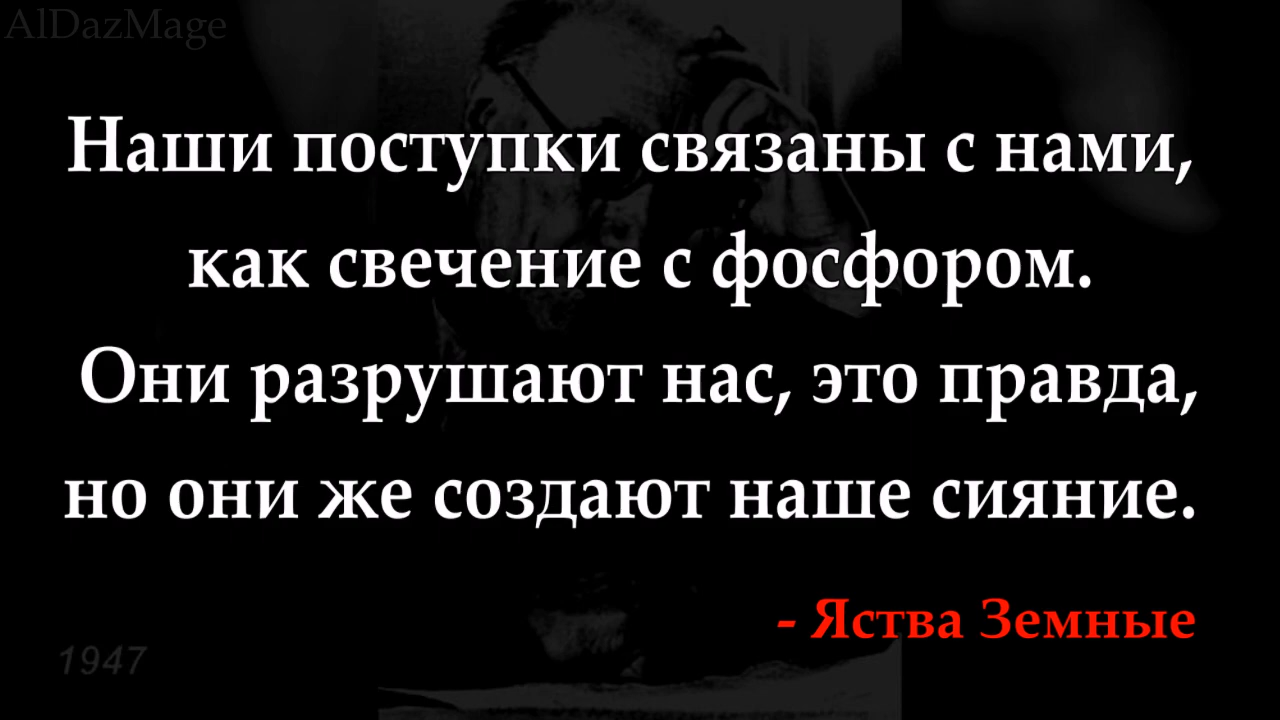 AlDazMage
Наши поступки связаны с нами,
как свечение с фосфором.
Они разрушают нас, это правда,
но они же создают наше сияние.
- Яства Земные
1947